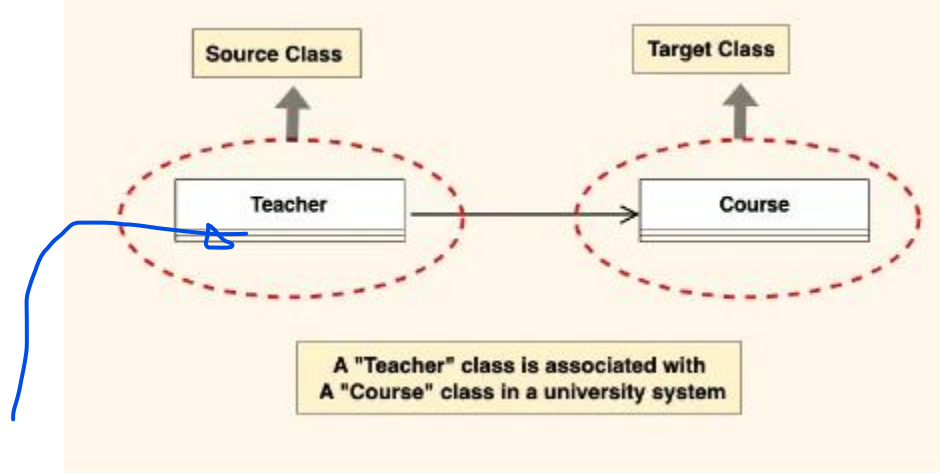 Source Class
Target Class
Teacher
Course
A "Teacher" class is associated with
A "Course" class in a university system